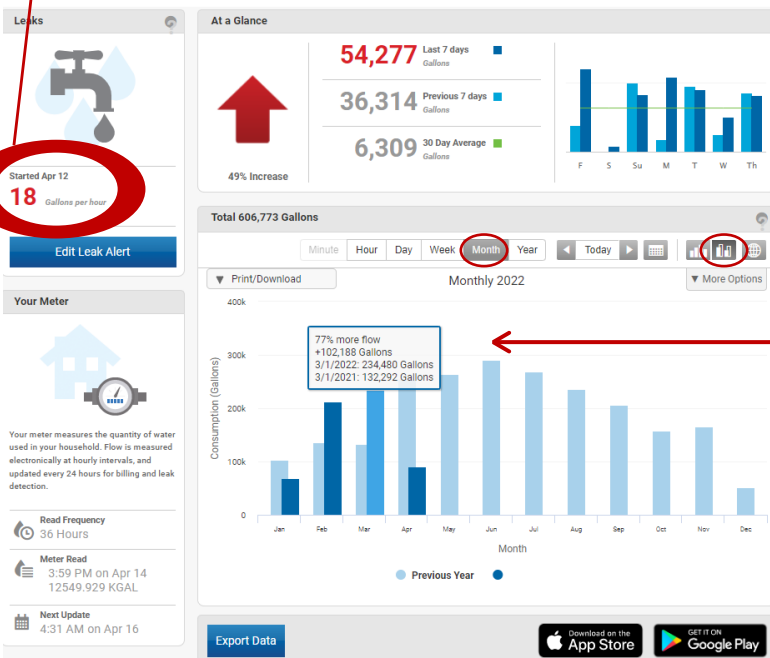 Leaks
Started Apr 12
18 Gallons per hour
Edit Leak Alert
Your Meter
Your meter measures the quantity of water
used in your household. Flow is measured
electronically at hourly intervals, and
updated every 24 hours for billing and leak
detection.
Read Frequency
36 Hours
Meter Read
3:59 PM on Apr 14
12549.929 KGAL
Next Update
4:31 AM on Apr 16
At a Glance
49% Increase
54,277 Last 7 days
Gallons
36,314 Previous 7 days
Gallons
6,309 30 Day Average
Gallons
F S Su M T W Th
Total 606,773 Gallons
Minute Hour Day Week Month Year Today
Print/Download
Monthly 2022
More Options
Consumption (Gallons)
400k
300k
200k
100k
0
77% more flow
+102,188 Gallons
3/1/2022: 234,480 Gallons
3/1/2021: 132,292 Gallons
Jan Feb Mar Apr May Jun Jul Aug Sep Oct Nov Dec
Month
Previous Year
Export Data
Download on the
App Store
GET IT ON
Google Play